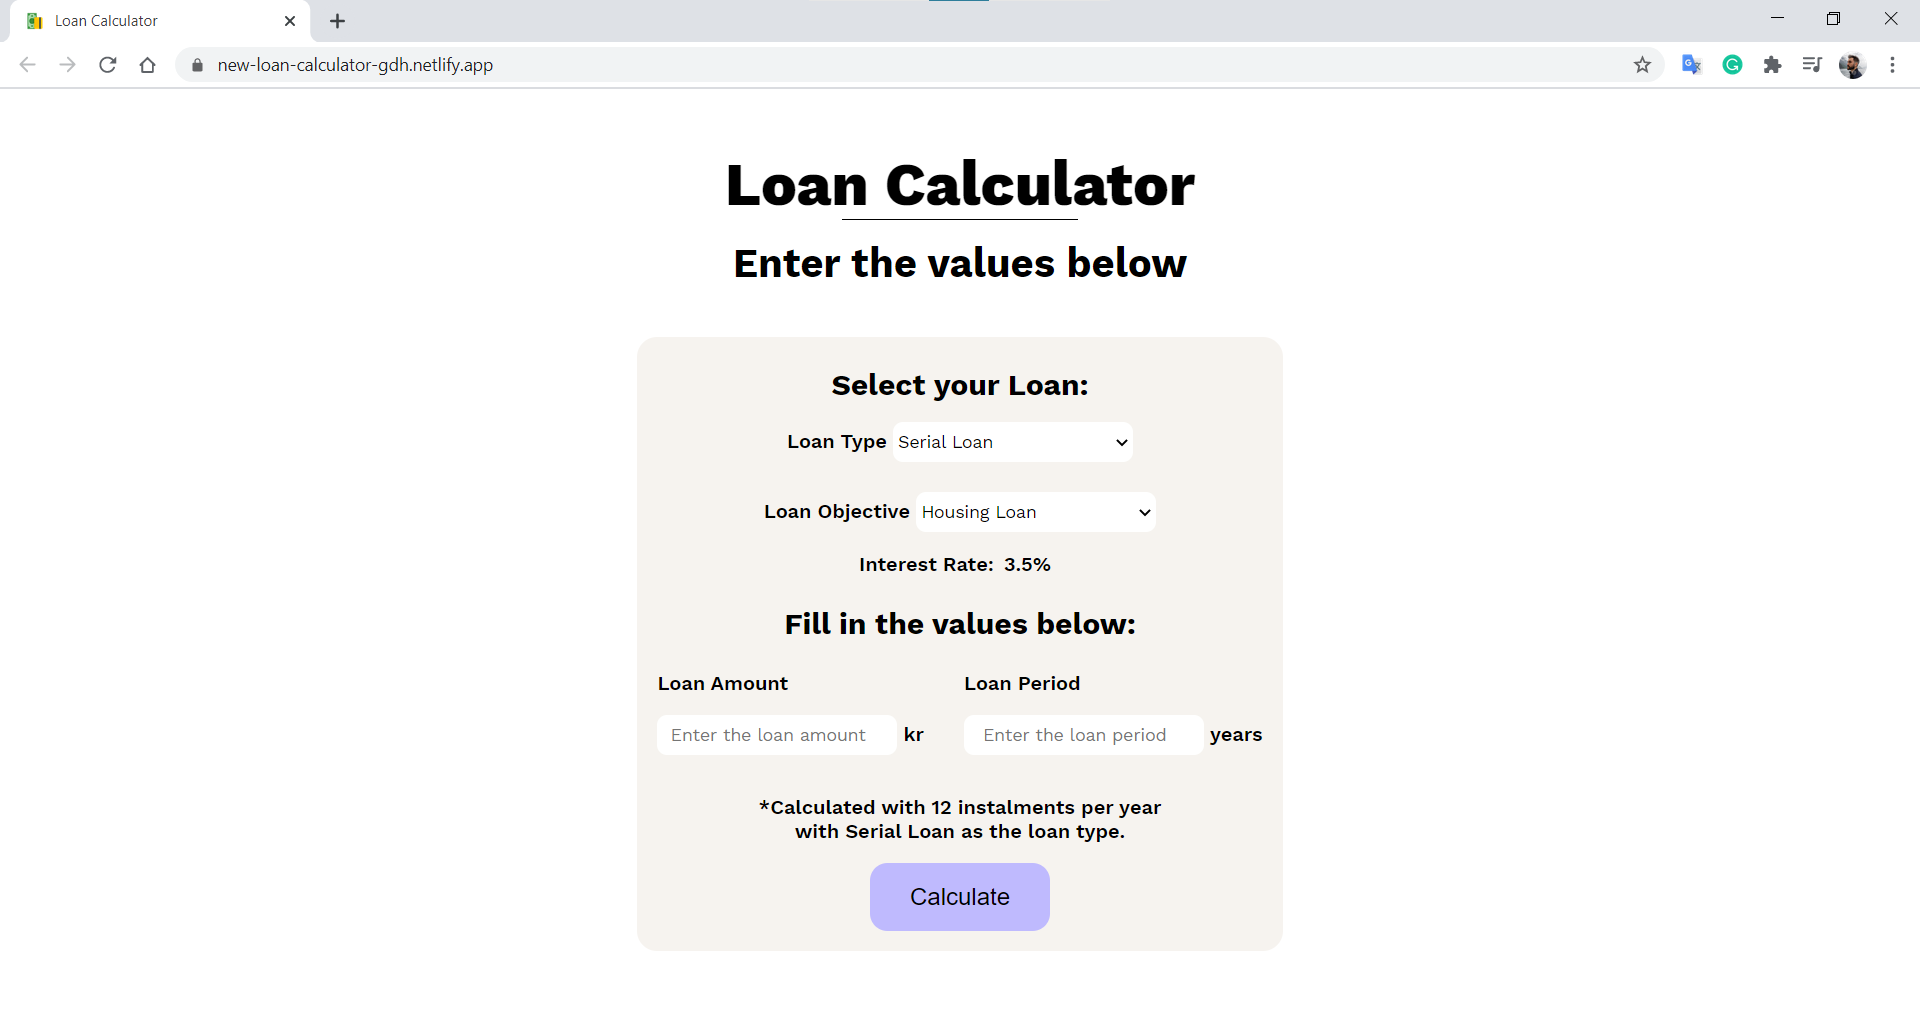 Loan Calculator
new-loan-calculator-gdh.netlify.app
Loan Calculator
Enter the values below
Select your Loan:
Loan Type Serial Loan
Loan Objective Housing Loan
Interest Rate: 3.5%
Fill in the values below:
Loan Amount Loan Period
Enter the loan amount kr Enter the loan period years
*Calculated with 12 instalments per year
with Serial Loan as the loan type.
Calculate